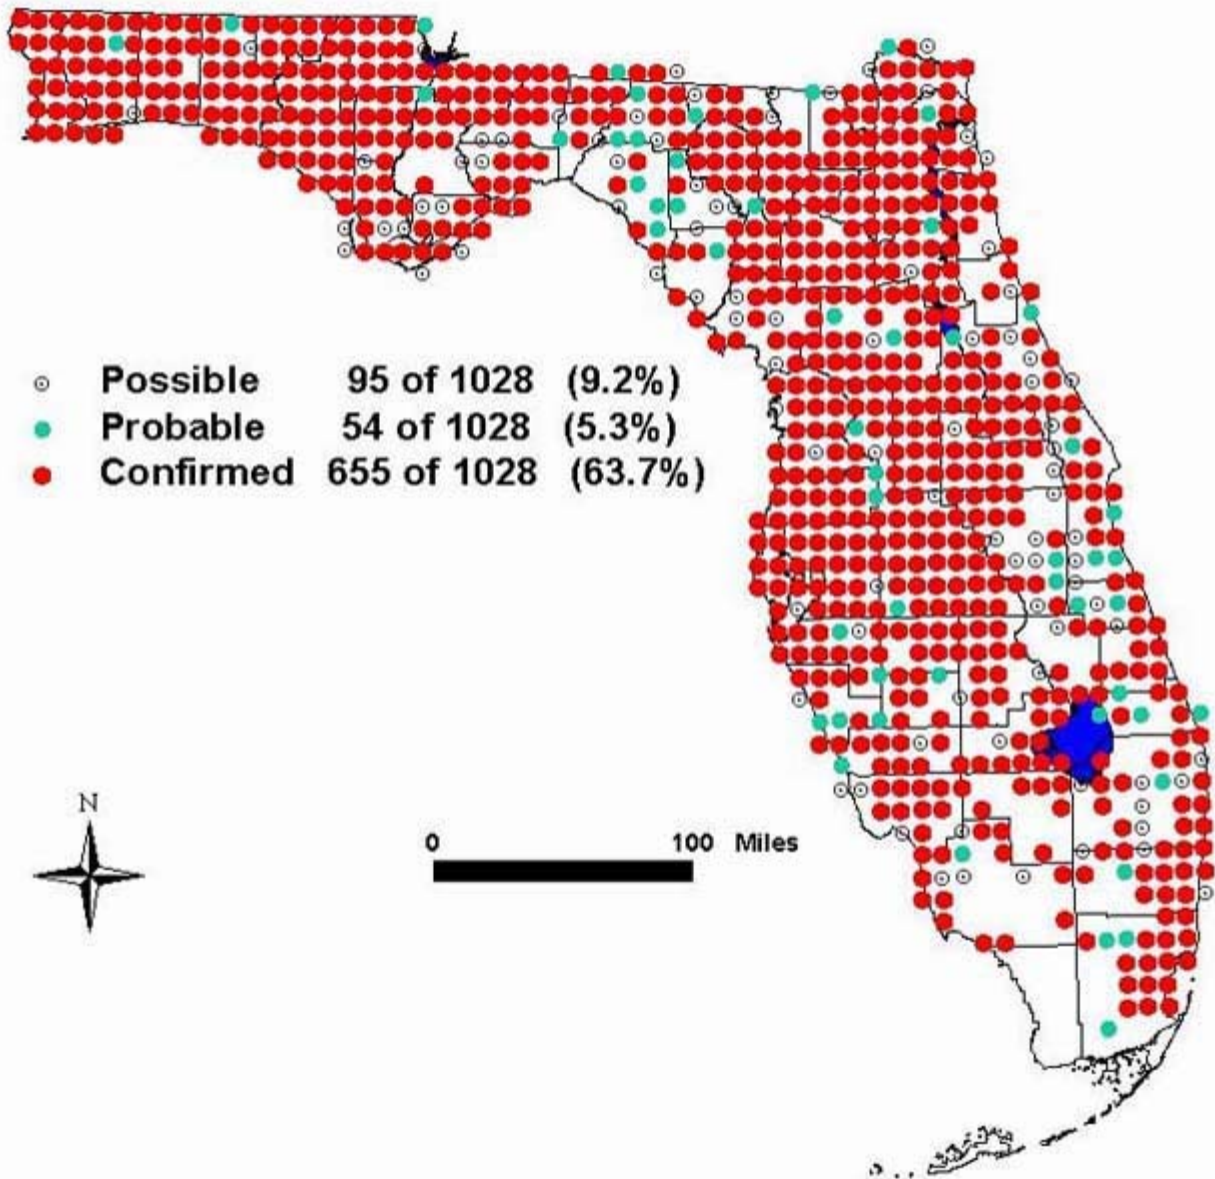 Possible 95 of 1028 (9.2%)
Probable 54 of 1028 (5.3%)
Confirmed 655 of 1028 (63.7%)
N
0 100 Miles